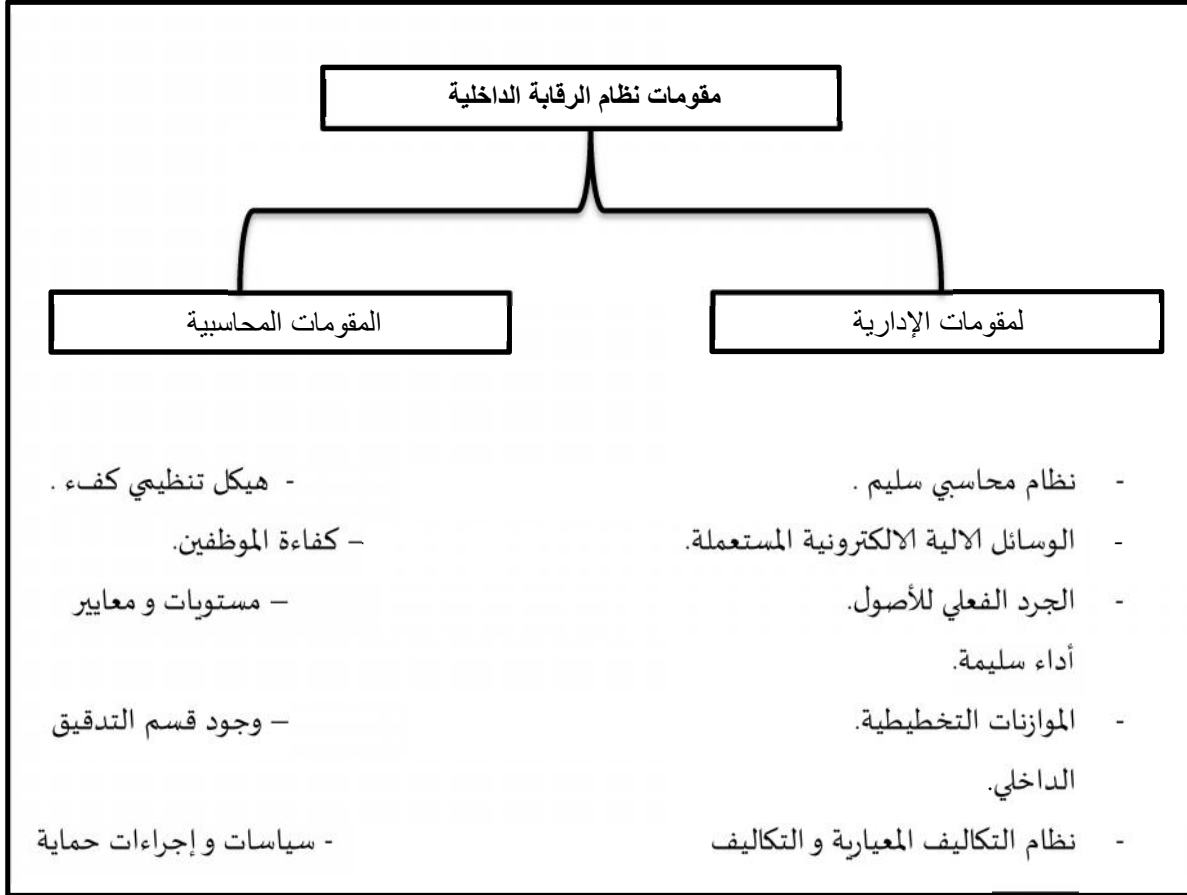 مقومات نظام الرقابة الداخلية
لمقومات الإدارية
المقومات المحاسبية
- نظام محاسبي سليم . - هيكل تنظيمي كفء .
- الوسائل الالية الالكترونية المستعملة. – كفاءة الموظفين.
- الجرد الفعلي للأصول. – مستويات و معايير
أداء سليمة.
- الموازنات التخطيطية. – وجود قسم التدقيق
الداخلي.
- نظام التكاليف المعيارية و التكاليف - سياسات و إجراءات حماية